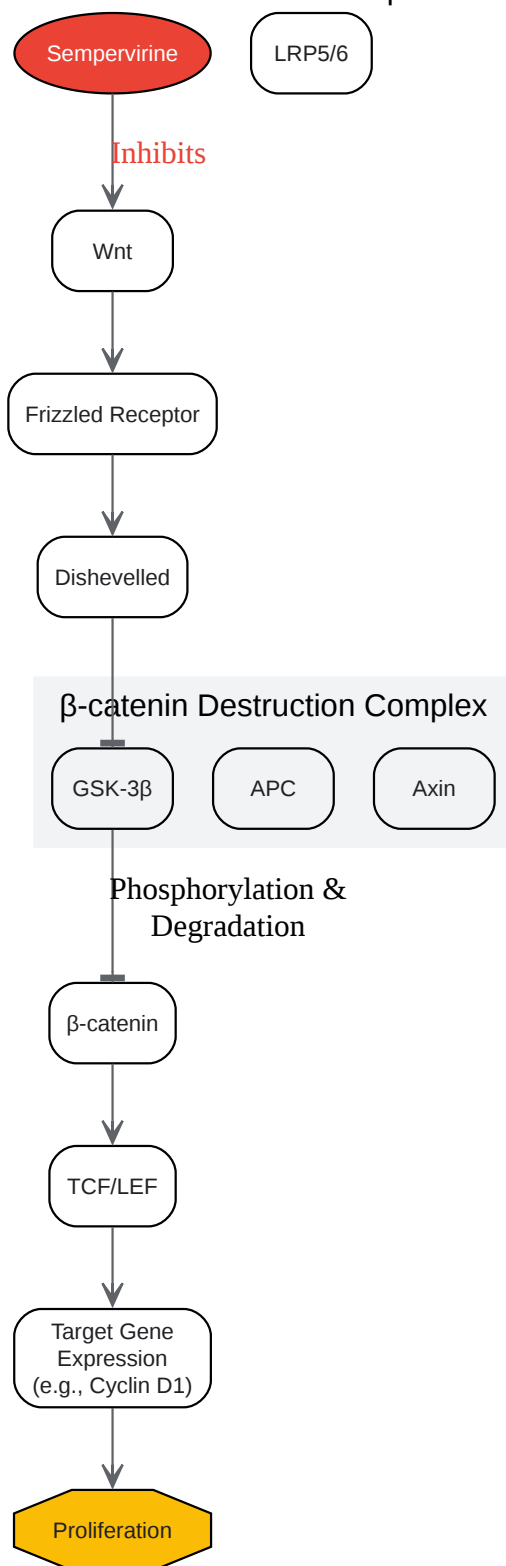 Sempervirine
LRP5/6
Inhibits
Wnt
Frizzled Receptor
Dishevelled
β-catenin Destruction Complex
GSK-3β
APC
Axin
Phosphorylation &
Degradation
β-catenin
TCF/LEF
Target Gene
Expression
(e.g., Cyclin D1)
Proliferation